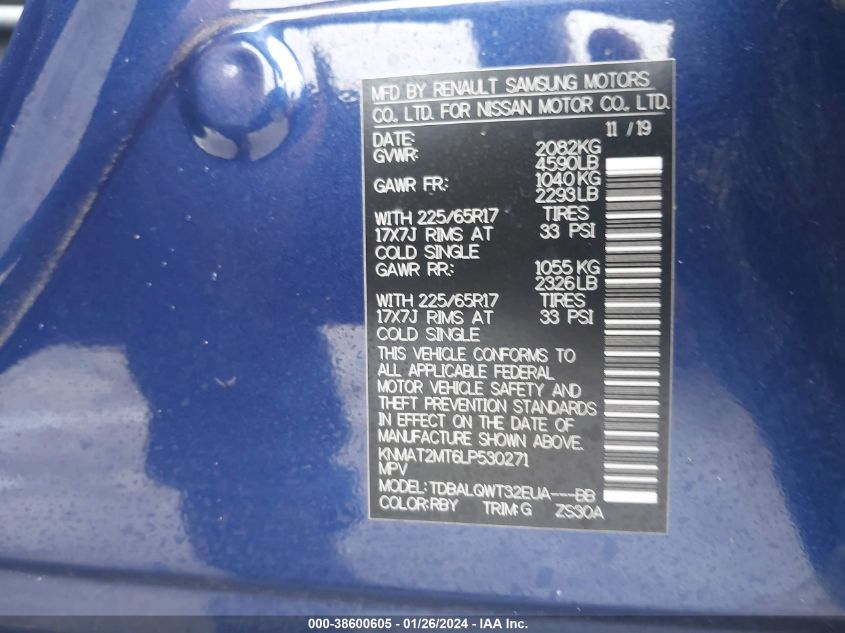 MFD BY RENAULT SAMSUNG MOTORS
CO., LTD. FOR NISSAN MOTOR CO., LTD.
DATE: 11 /19
GVWR: 2082KG
4590LB
GAWR FR: 1040KG
2293LB
WITH 225/65R17 TIRES
17X7J RIMS AT 33 PSI
COLD SINGLE
GAWR RR: 1055KG
2326LB
WITH 225/65R17 TIRES
17X7J RIMS AT 33 PSI
COLD SINGLE
THIS VEHICLE CONFORMS TO
ALL APPLICABLE FEDERAL
MOTOR VEHICLE SAFETY AND
THEFT PREVENTION STANDARDS
IN EFFECT ON THE DATE OF
MANUFACTURE SHOWN ABOVE.
KNMAT2MT6LP530271
MPV
MODEL: TDBALQWT32EUA---BB
COLOR:RBY TRIM:G ZS30A
000-38600605 - 01/26/2024 - IAAI.COM